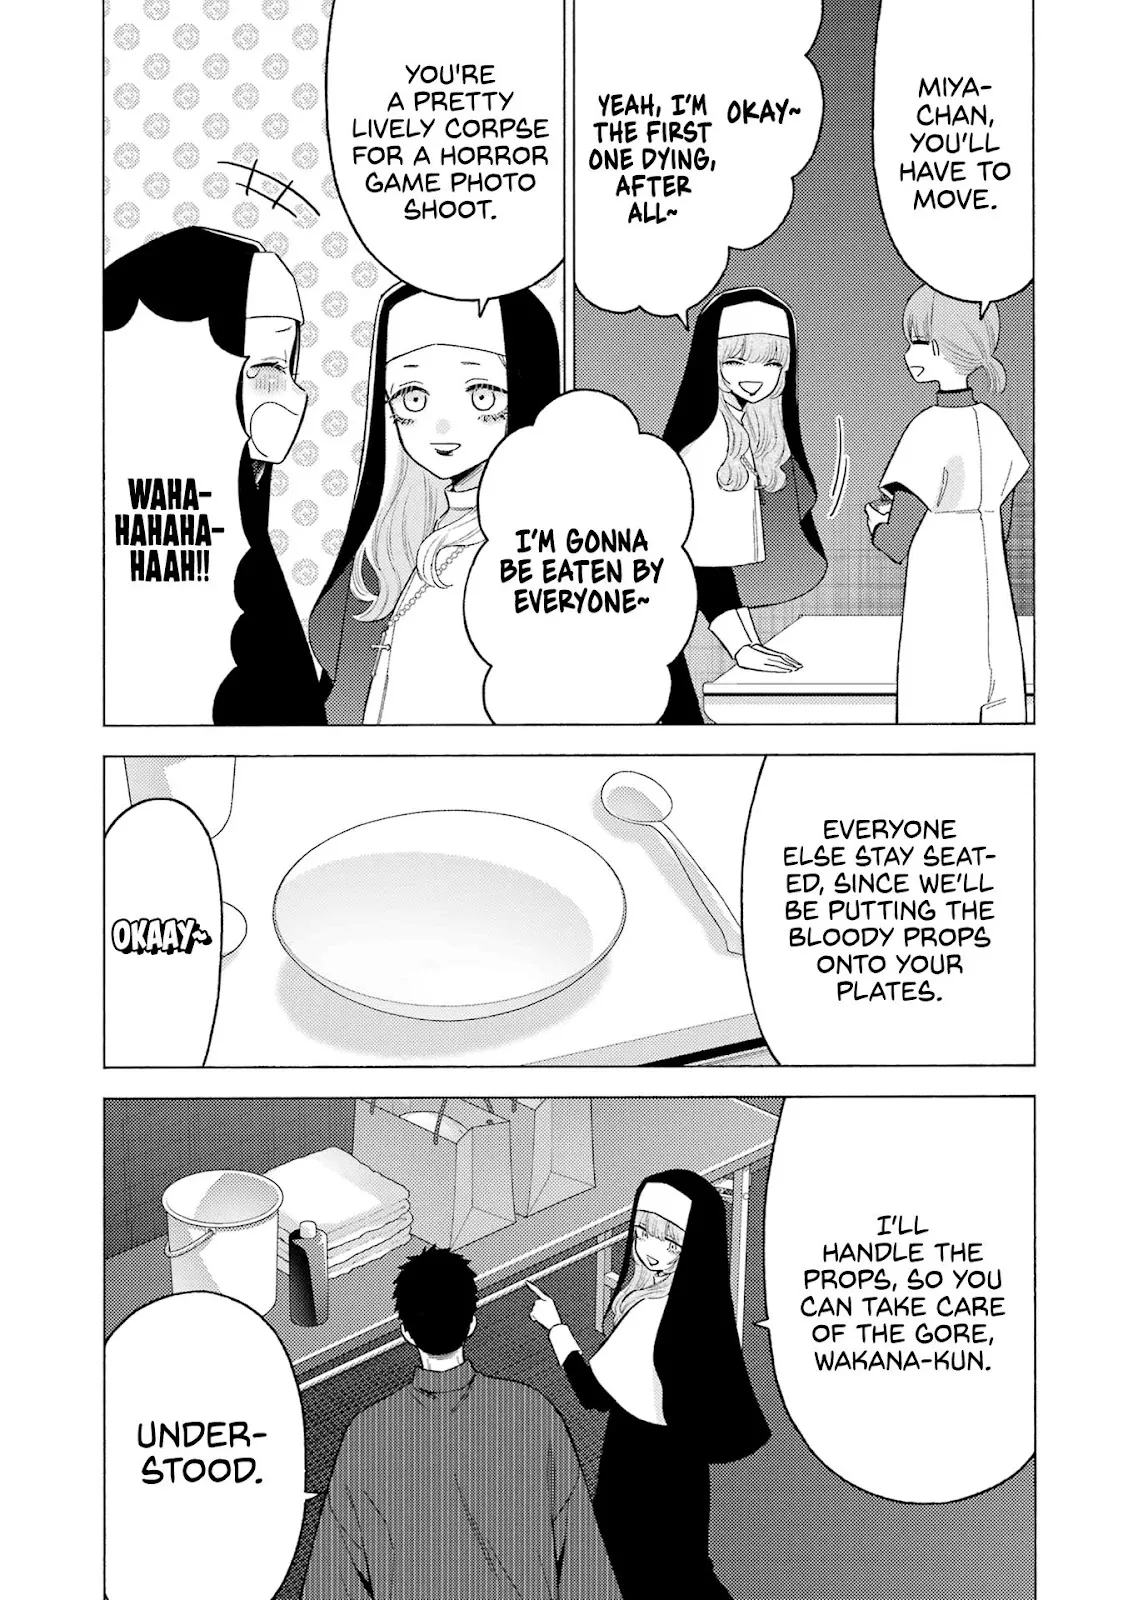 MIYA-
CHAN,
YOU'LL
HAVE TO
MOVE.
OKAY~
YEAH, I'M
THE FIRST
ONE DYING,
AFTER
ALL~
YOU'RE
A PRETTY
LIVELY CORPSE
FOR A HORROR
GAME PHOTO
SHOOT.
I'M GONNA
BE EATEN BY
EVERYONE~
WAHA-
HAHAHA-
HAAH!!
EVERYONE
ELSE STAY SEAT-
ED, SINCE WE'LL
BE PUTTING THE
BLOODY PROPS
ONTO YOUR
PLATES.
OKAAY~
I'LL
HANDLE THE
PROPS, SO YOU
CAN TAKE CARE
OF THE GORE,
WAKANA-KUN.
UNDER-
STOOD.